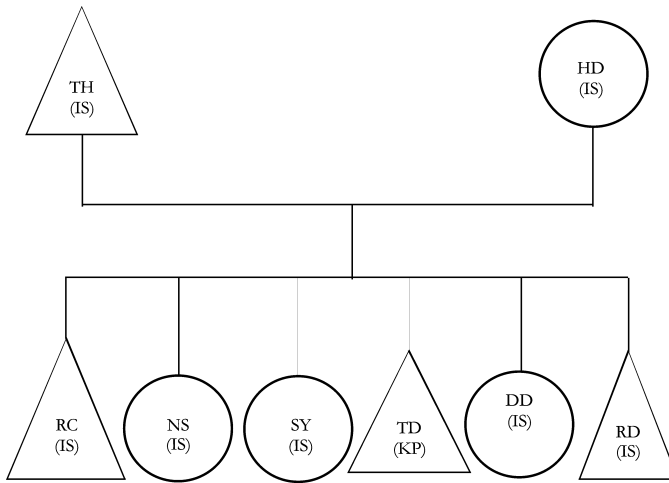 TH
(IS)
HD
(IS)
RC
(IS)
NS
(IS)
SY
(IS)
TD
(KP)
DD
(IS)
RD
(IS)